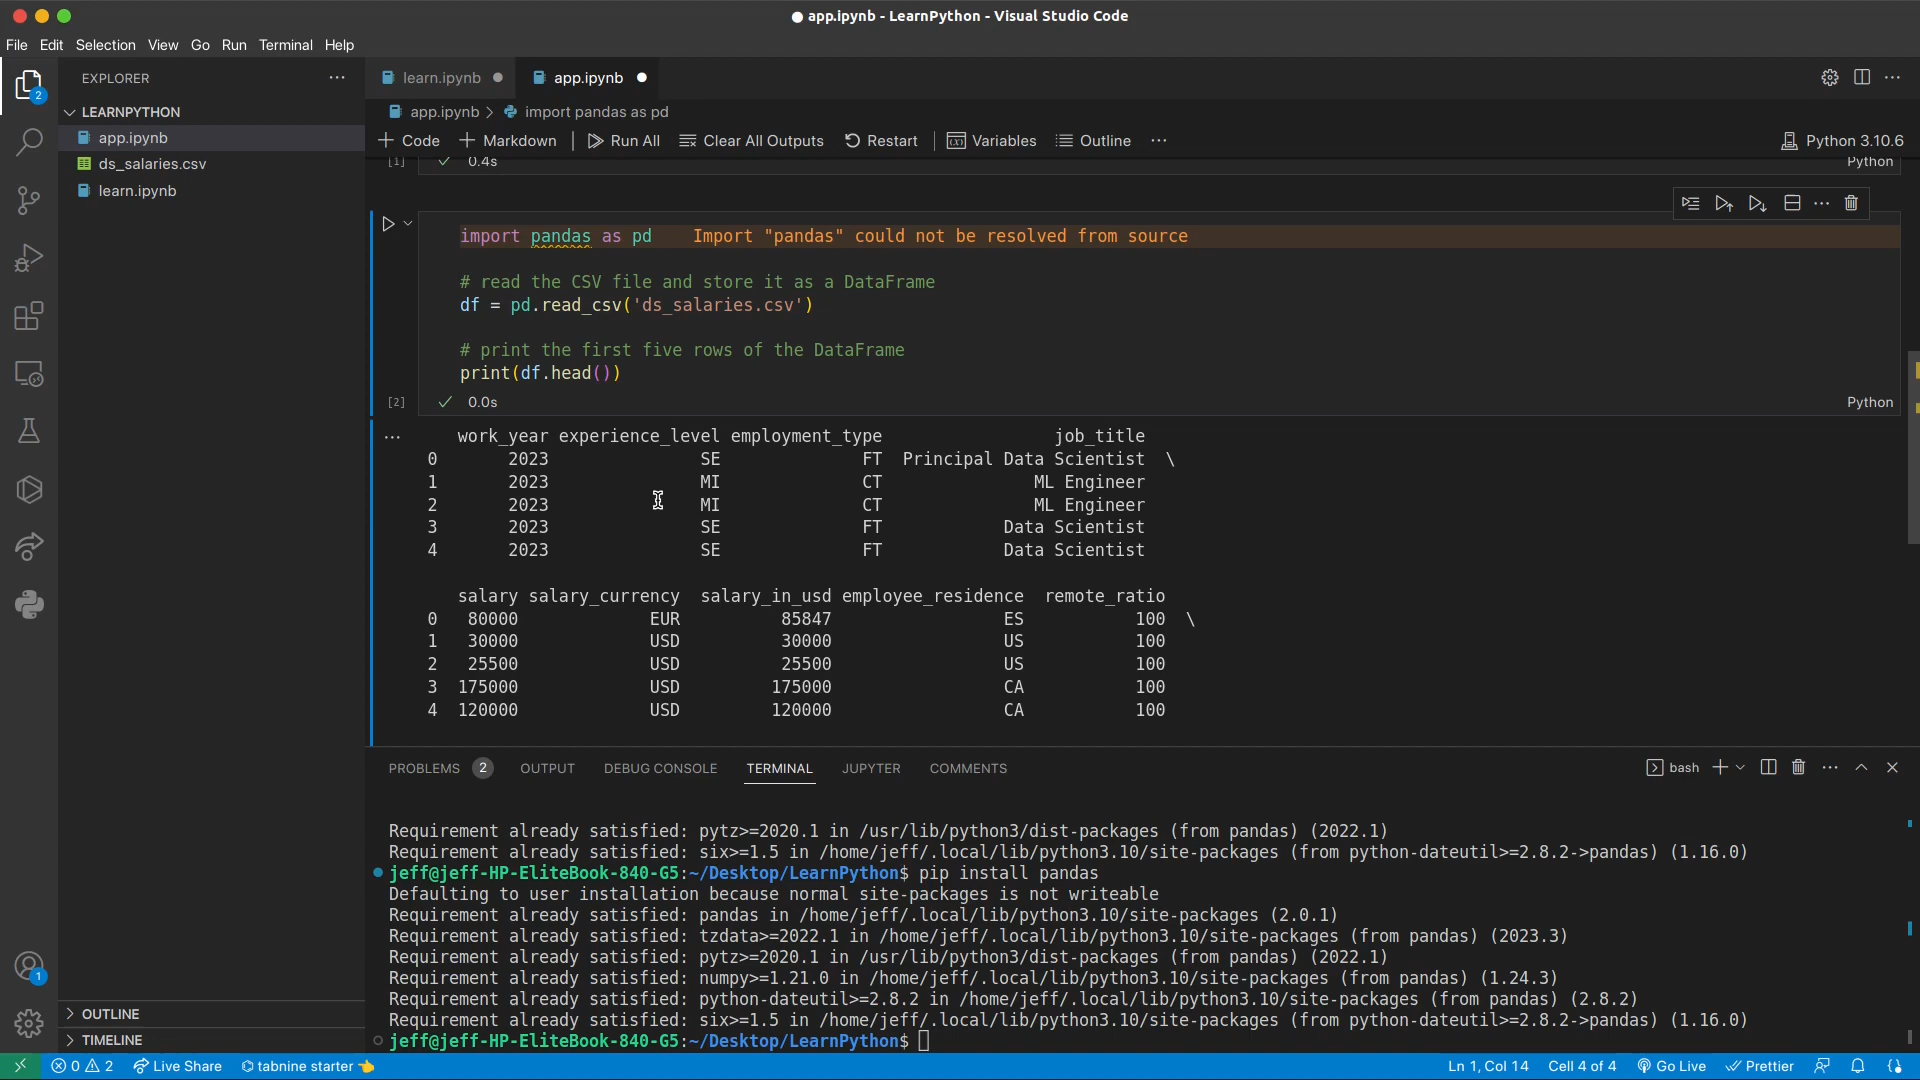 app.ipynb - LearnPython - Visual Studio Code
File Edit Selection View Go Run Terminal Help
EXPLORER
LEARNPYTHON
app.ipynb
ds_salaries.csv
learn.ipynb
OUTLINE
TIMELINE
2
1
learn.ipynb app.ipynb
app.ipynb > import pandas as pd
+ Code + Markdown Run All Clear All Outputs Restart Variables Outline ... Python 3.10.6
[1] 0.4s Python
import pandas as pd Import "pandas" could not be resolved from source
# read the CSV file and store it as a DataFrame
df = pd.read_csv('ds_salaries.csv')
# print the first five rows of the DataFrame
print(df.head())
[2] 0.0s Python
work_year experience_level employment_type job_title
0 2023 SE FT Principal Data Scientist \
1 2023 MI CT ML Engineer
2 2023 MI CT ML Engineer
3 2023 SE FT Data Scientist
4 2023 SE FT Data Scientist
salary salary_currency salary_in_usd employee_residence remote_ratio
0 80000 EUR 85847 ES 100 \
1 30000 USD 30000 US 100
2 25500 USD 25500 US 100
3 175000 USD 175000 CA 100
4 120000 USD 120000 CA 100
PROBLEMS 2 OUTPUT DEBUG CONSOLE TERMINAL JUPYTER COMMENTS bash
Requirement already satisfied: pytz>=2020.1 in /usr/lib/python3/dist-packages (from pandas) (2022.1)
Requirement already satisfied: six>=1.5 in /home/jeff/.local/lib/python3.10/site-packages (from python-dateutil>=2.8.2->pandas) (1.16.0)
jeff@jeff-HP-EliteBook-840-G5:~/Desktop/LearnPython$ pip install pandas
Defaulting to user installation because normal site-packages is not writeable
Requirement already satisfied: pandas in /home/jeff/.local/lib/python3.10/site-packages (2.0.1)
Requirement already satisfied: tzdata>=2022.1 in /home/jeff/.local/lib/python3.10/site-packages (from pandas) (2023.3)
Requirement already satisfied: pytz>=2020.1 in /usr/lib/python3/dist-packages (from pandas) (2022.1)
Requirement already satisfied: numpy>=1.21.0 in /home/jeff/.local/lib/python3.10/site-packages (from pandas) (1.24.3)
Requirement already satisfied: python-dateutil>=2.8.2 in /home/jeff/.local/lib/python3.10/site-packages (from pandas) (2.8.2)
Requirement already satisfied: six>=1.5 in /home/jeff/.local/lib/python3.10/site-packages (from python-dateutil>=2.8.2->pandas) (1.16.0)
jeff@jeff-HP-EliteBook-840-G5:~/Desktop/LearnPython$
0 2 Live Share tabnine starter Ln 1, Col 14 Cell 4 of 4 Go Live Prettier